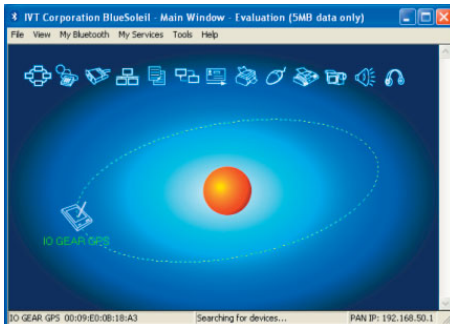 IVT Corporation BlueSoleil - Main Window - Evaluation (5MB data only)
File View My Bluetooth My Services Tools Help
IO GEAR GPS
IO GEAR GPS 00:09:E0:0B:18:A3 Searching for devices... PAN IP: 192.168.50.1